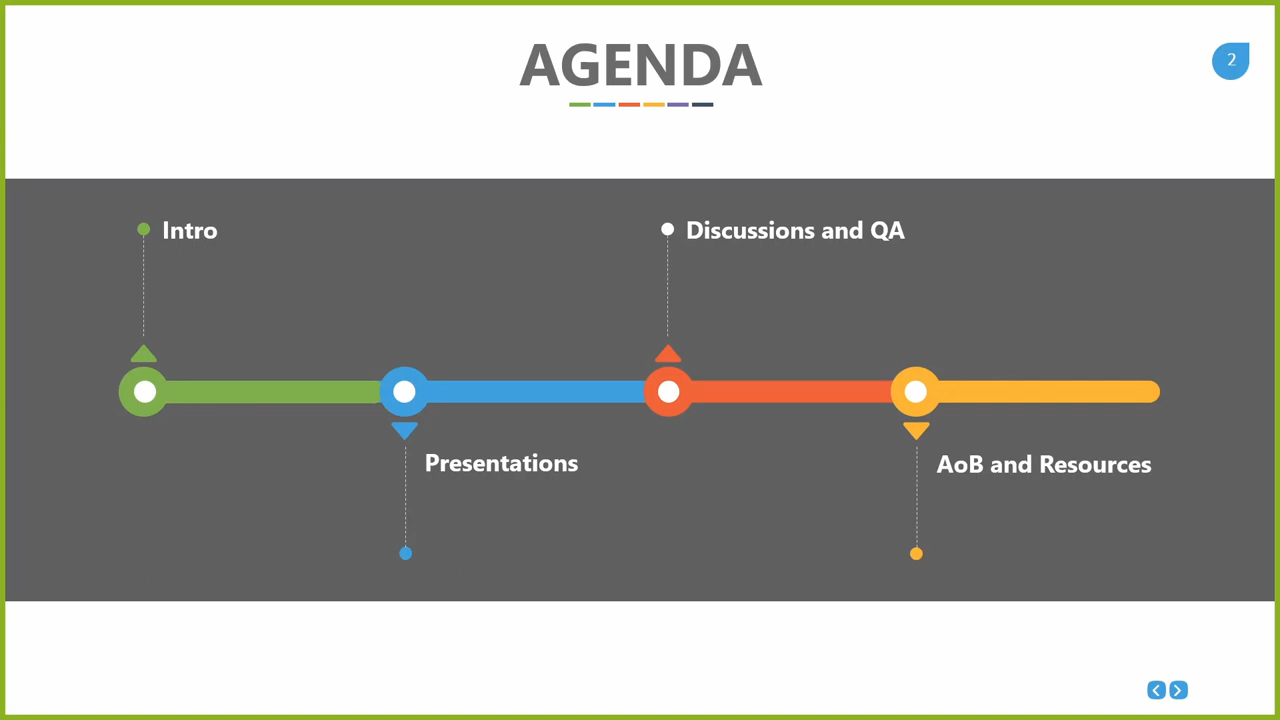 AGENDA
2
Intro
Discussions and QA
Presentations
AoB and Resources